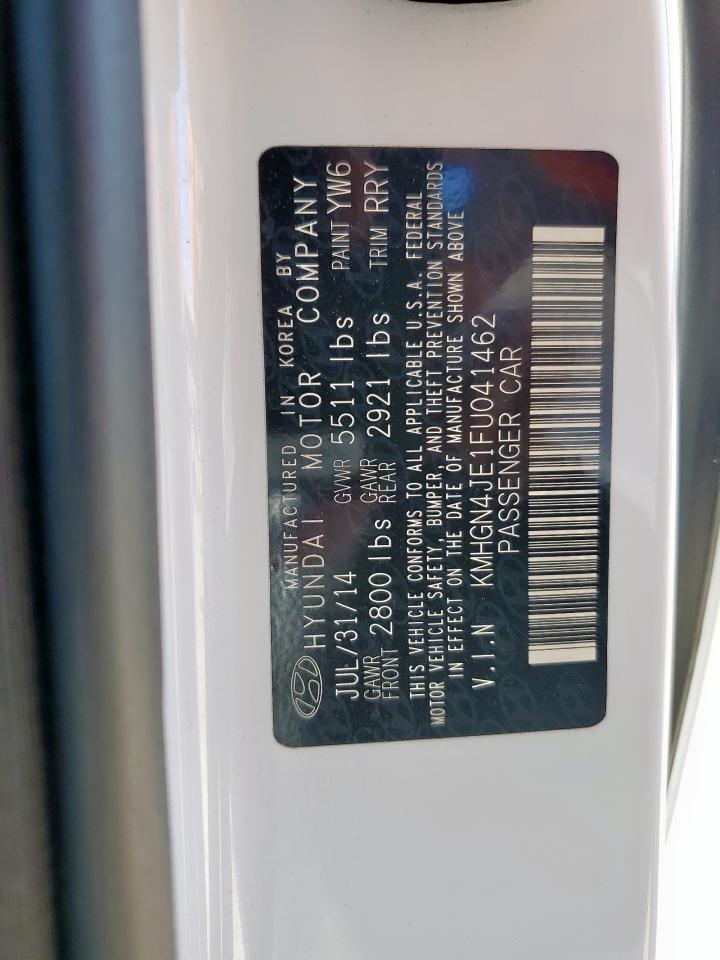 MANUFACTURED IN KOREA BY
HYUNDAI MOTOR COMPANY
JUL/31/14 GVWR 5511 lbs PAINT YW6
GAWR FRONT 2800 lbs GAWR REAR 2921 lbs TRIM RRY
THIS VEHICLE CONFORMS TO ALL APPLICABLE U.S.A. FEDERAL
MOTOR VEHICLE SAFETY, BUMPER, AND THEFT PREVENTION STANDARDS
IN EFFECT ON THE DATE OF MANUFACTURE SHOWN ABOVE
V.I.N KMHGN4JE1FU041462
PASSENGER CAR